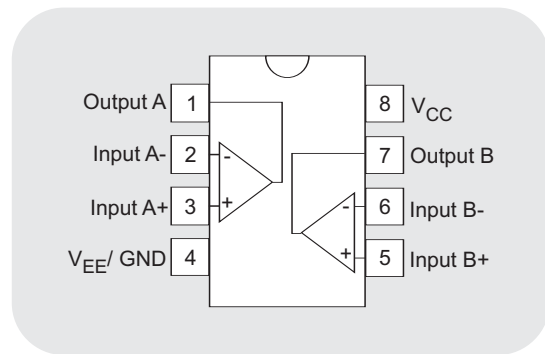 Output A 1
Input A- 2
Input A+ 3
VEE/ GND 4
8 VCC
7 Output B
6 Input B-
5 Input B+
-
+
-
+